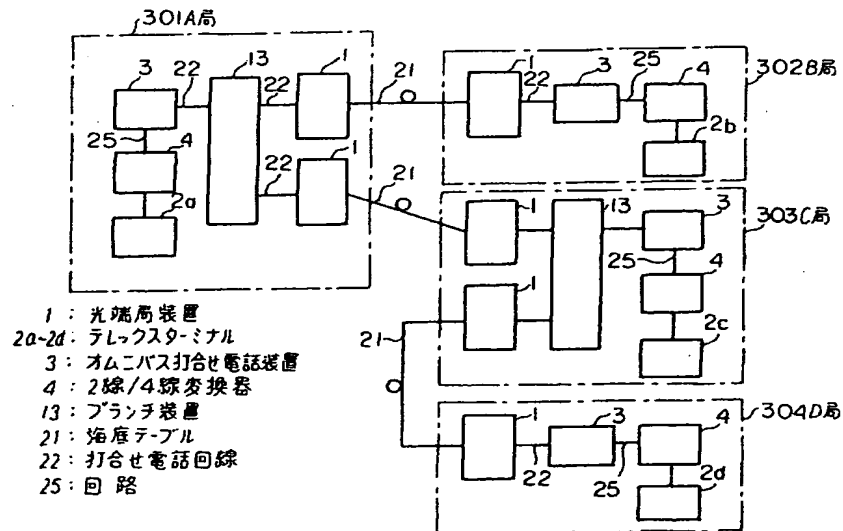 301A局
3
22
13
22
1
21
1
22
3
25
4
302B局
2b
25
4
22
1
21
2a
1
13
3
303C局
25
4
21
1
2c
1
3
4
304D局
22
25
2d
1 : 光端局装置
2a~2d : テレックスターミナル
3 : オムニバス打合せ電話装置
4 : 2線/4線変換器
13 : ブランチ装置
21 : 海底テーブル
22 : 打合せ電話回線
25 : 回路